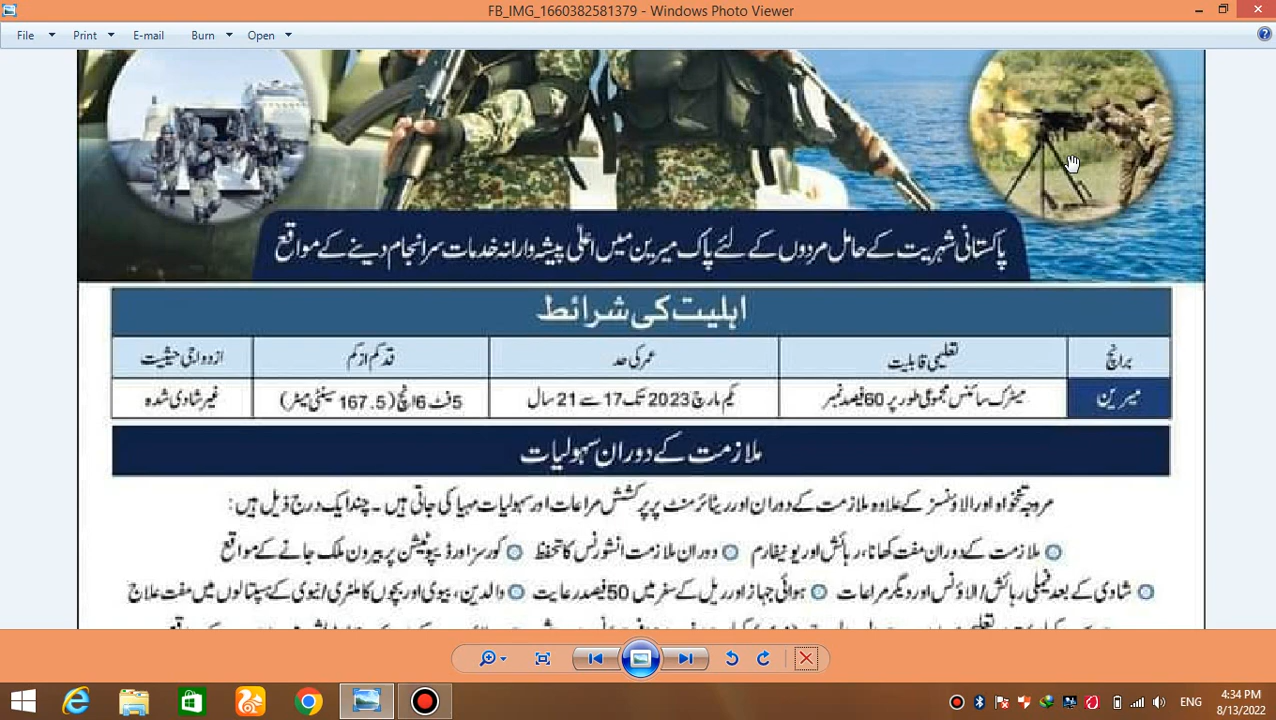 FB_IMG_1660382581379 - Windows Photo Viewer
File Print E-mail Burn Open
پاکستانی شہریت کے حامل مردوں کے لئے پاک میرین میں اعلیٰ پیشہ وارانہ خدمات سرانجام دینے کے مواقع
اہلیت کی شرائط
برانچ تعلیمی قابلیت عمر کی حد قد کم از کم ازدواجی حیثیت
میرین میٹرک سائنس مجموعی طور پر 60 فیصد نمبر یکم مارچ 2023 تک 17 سے 21 سال 5 فٹ 6 انچ (167.5 سینٹی میٹر) غیر شادی شدہ
ملازمت کے دوران سہولیات
مروجہ تنخواہ اور الاؤنسز کے علاوہ ملازمت کے دوران اور ریٹائرمنٹ پر پرکشش مراعات اور سہولیات مہیا کی جاتی ہیں۔ چند ایک درج ذیل ہیں:
ملازمت کے دوران مفت کھانا، رہائش اور یونیفارم دوران ملازمت انشورنس کا تحفظ کورسز اور ڈیپوٹیشن پر بیرون ملک جانے کے مواقع
شادی کے بعد فیملی رہائش/الاؤنس اور دیگر مراعات ہوائی جہاز اور ریل کے سفر میں 50 فیصد رعایت والدین، بیوی اور بچوں کا ملٹری/نیوی کے ہسپتالوں میں مفت علاج
ENG
4:34 PM
8/13/2022